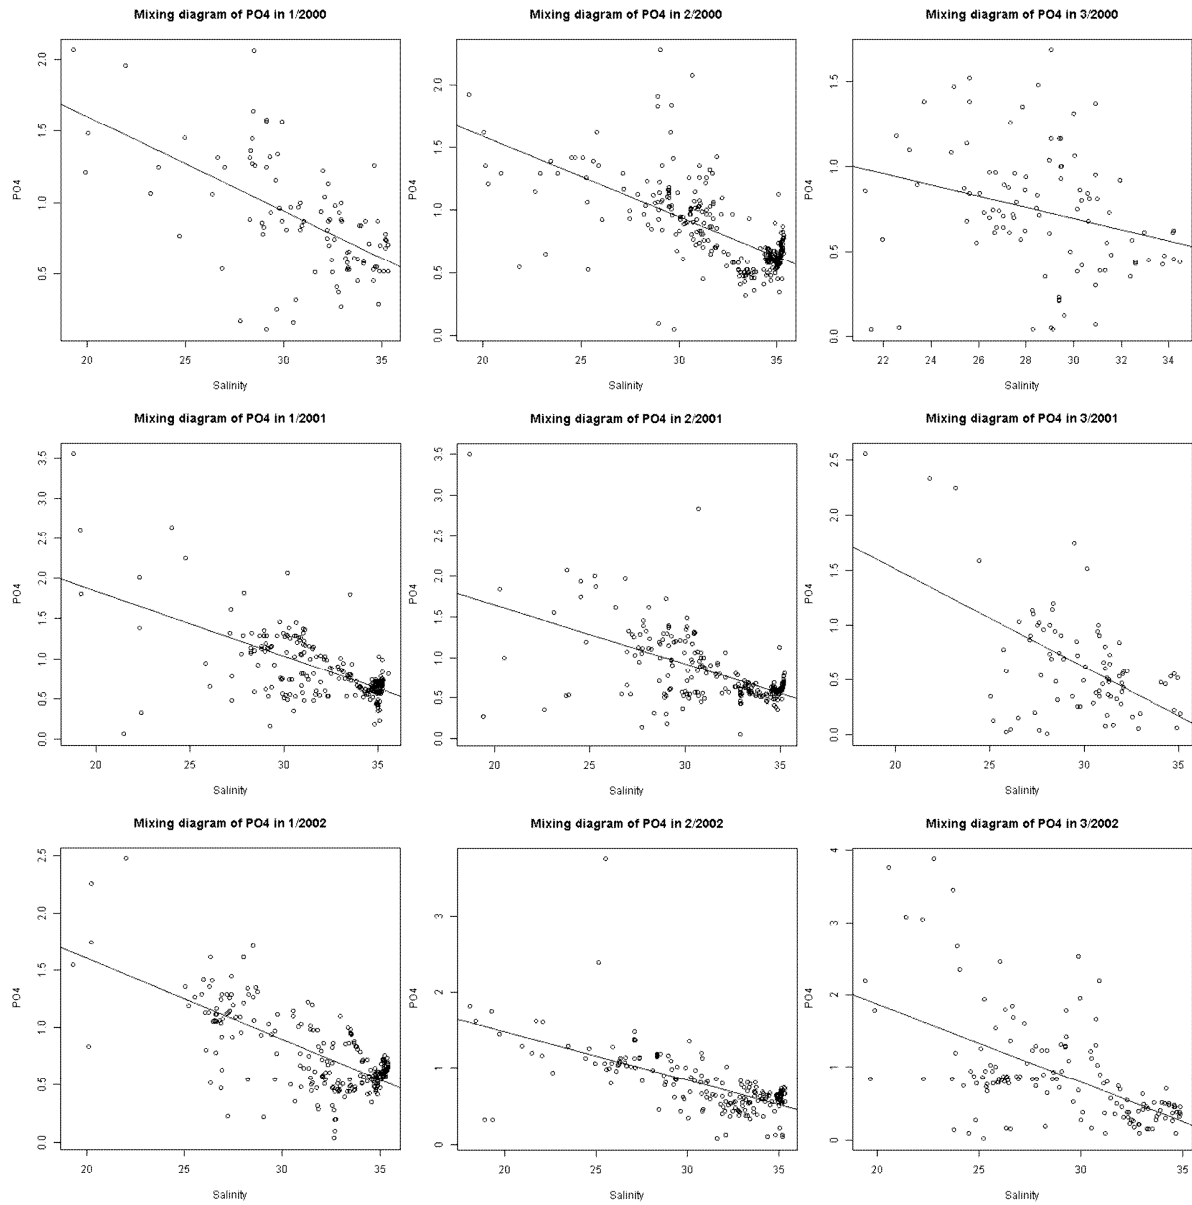 Mixing diagram of PO4 in 1/2000
PO4
0.5 1.0 1.5 2.0
20 25 30 35
Salinity
Mixing diagram of PO4 in 2/2000
PO4
0.0 0.5 1.0 1.5 2.0
20 25 30 35
Salinity
Mixing diagram of PO4 in 3/2000
PO4
0.0 0.5 1.0 1.5
22 24 26 28 30 32 34
Salinity
Mixing diagram of PO4 in 1/2001
PO4
0.0 0.5 1.0 1.5 2.0 2.5 3.0 3.5
20 25 30 35
Salinity
Mixing diagram of PO4 in 2/2001
PO4
0.0 0.5 1.0 1.5 2.0 2.5 3.0 3.5
20 25 30 35
Salinity
Mixing diagram of PO4 in 3/2001
PO4
0.0 0.5 1.0 1.5 2.0 2.5
20 25 30 35
Salinity
Mixing diagram of PO4 in 1/2002
PO4
0.0 0.5 1.0 1.5 2.0 2.5
20 25 30 35
Salinity
Mixing diagram of PO4 in 2/2002
PO4
0 1 2 3
20 25 30 35
Salinity
Mixing diagram of PO4 in 3/2002
PO4
0 1 2 3 4
20 25 30 35
Salinity